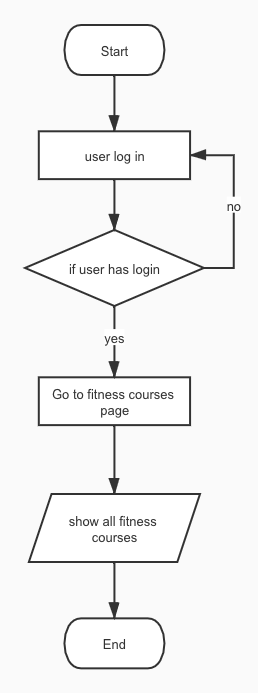 Start
user log in
if user has login
no
yes
Go to fitness courses
page
show all fitness
courses
End